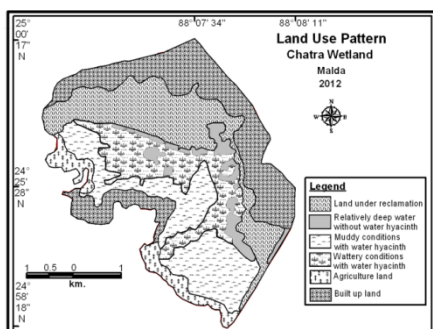 88° 07' 34"
88° 08' 11"
25°
00'
17"
N
Land Use Pattern
Chatra Wetland
Malda
2012
N
S
24°
25'
28"
N
Legend
Land under reclamation
Relatively deep water
without water hyacinth
Muddy conditions
with water hyacinth
Wattery conditions
with water hyacinth
Agriculture land
Built up land
1 0.5 0 1
km.
24°
58'
18"
N